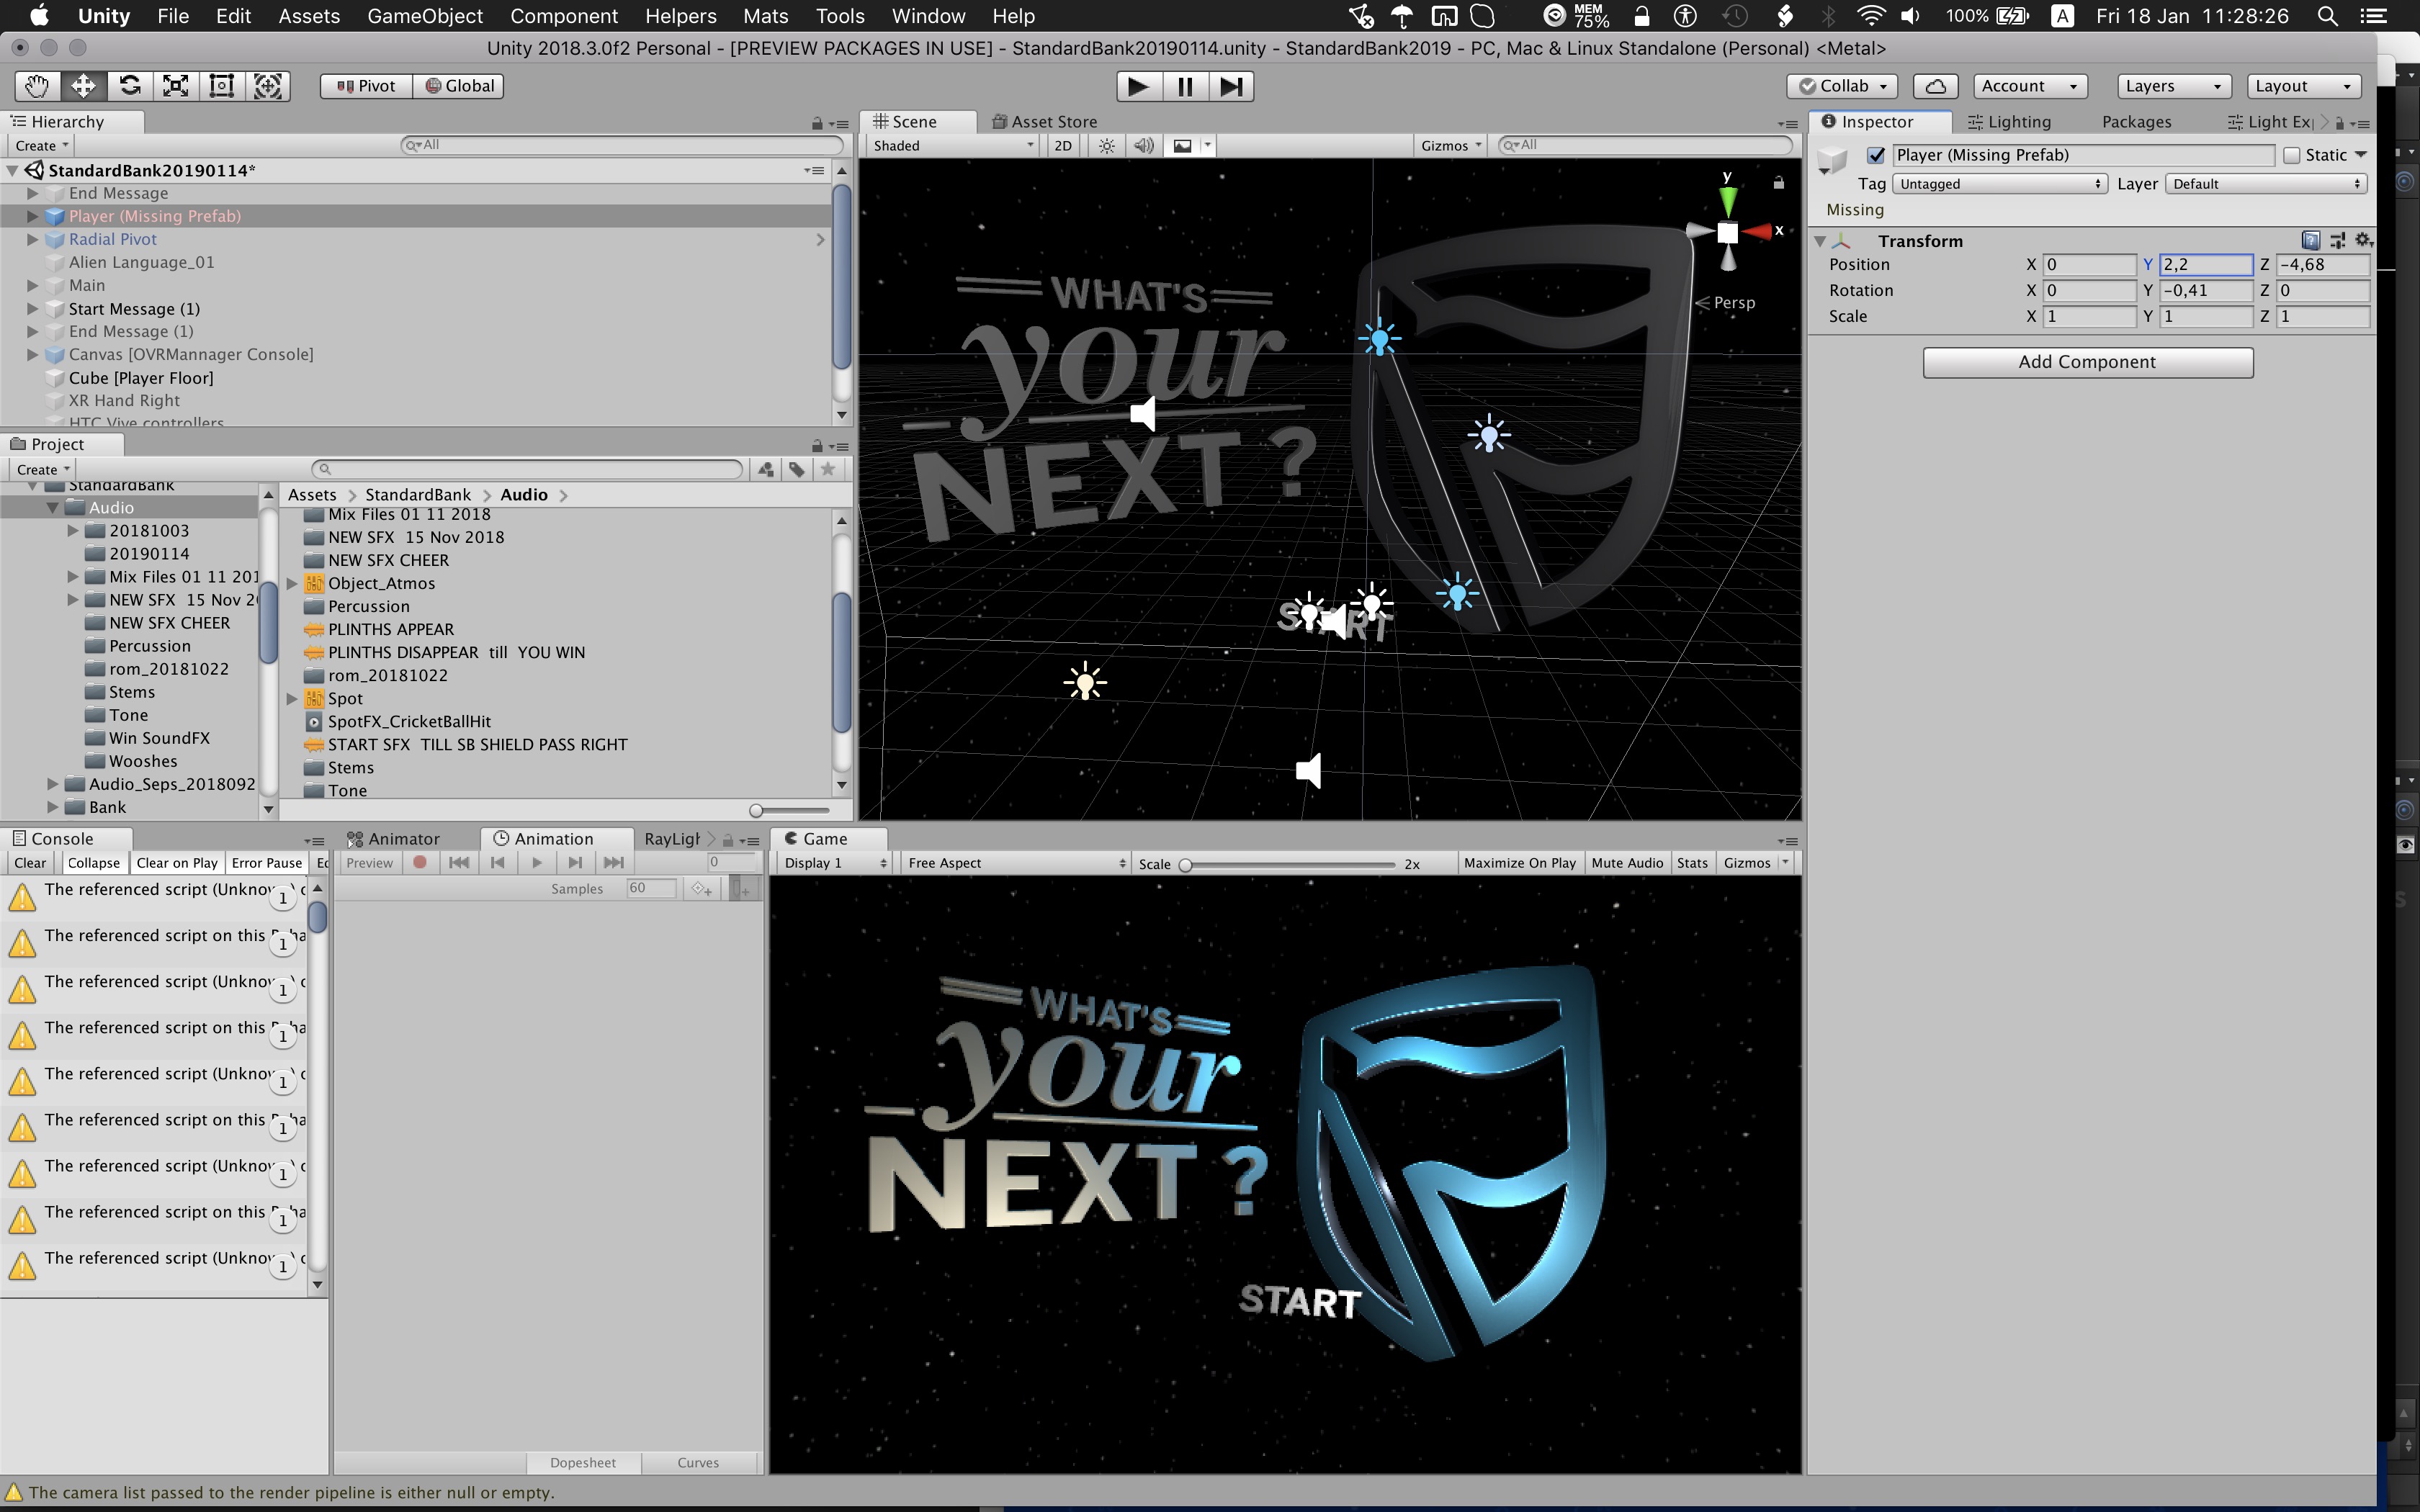 Unity File Edit Assets GameObject Component Helpers Mats Tools Window Help MEM 75% 100% A Fri 18 Jan 11:28:26
Unity 2018.3.0f2 Personal - [PREVIEW PACKAGES IN USE] - StandardBank20190114.unity - StandardBank2019 - PC, Mac & Linux Standalone (Personal) <Metal>
Pivot Global Collab Account Layers Layout
Hierarchy
Create All
StandardBank20190114*
End Message
Player (Missing Prefab)
Radial Pivot
Alien Language_01
Main
Start Message (1)
End Message (1)
Canvas [OVRMannager Console]
Cube [Player Floor]
XR Hand Right
HTC Vive controllers
Project
Create
StandardBank
Audio
20181003
20190114
Mix Files 01 11 201
NEW SFX 15 Nov 2
NEW SFX CHEER
Percussion
rom_20181022
Stems
Tone
Win SoundFX
Wooshes
Audio_Seps_2018092
Bank
Assets StandardBank Audio
Mix Files 01 11 2018
NEW SFX 15 Nov 2018
NEW SFX CHEER
Object_Atmos
Percussion
PLINTHS APPEAR
PLINTHS DISAPPEAR till YOU WIN
rom_20181022
Spot
SpotFX_CricketBallHit
START SFX TILL SB SHIELD PASS RIGHT
Stems
Tone
Scene Asset Store
Shaded 2D Gizmos All
y
x
Persp
WHAT'S
your
NEXT ?
START
Inspector Lighting Packages Light Ex
Player (Missing Prefab) Static
Tag Untagged Layer Default
Missing
Transform
Position X 0 Y 2,2 Z -4,68
Rotation X 0 Y -0,41 Z 0
Scale X 1 Y 1 Z 1
Add Component
Console
Clear Collapse Clear on Play Error Pause
The referenced script (Unknow 1
The referenced script on this 1
The referenced script (Unknow 1
The referenced script on this 1
The referenced script (Unknow 1
The referenced script on this 1
The referenced script (Unknow 1
The referenced script on this 1
The referenced script (Unknow 1
Animator Animation RayLigh
Preview 0
Samples 60
Dopesheet Curves
Game
Display 1 Free Aspect Scale 2x Maximize On Play Mute Audio Stats Gizmos
WHAT'S
your
NEXT ?
START
The camera list passed to the render pipeline is either null or empty.